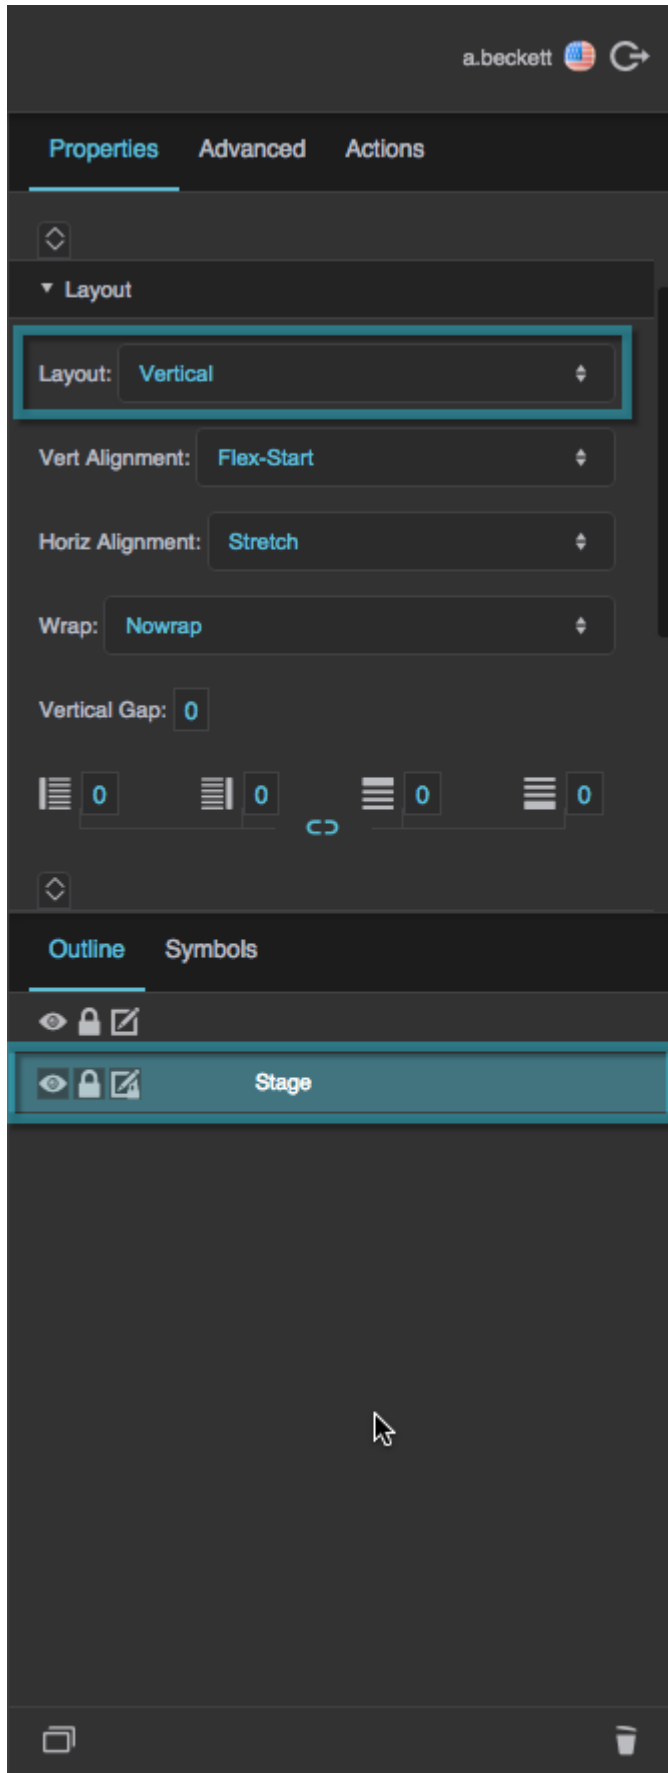 a.beckett
Properties Advanced Actions
Layout
Layout: Vertical
Vert Alignment: Flex-Start
Horiz Alignment: Stretch
Wrap: Nowrap
Vertical Gap: 0
0 0 0 0
Outline Symbols
Stage